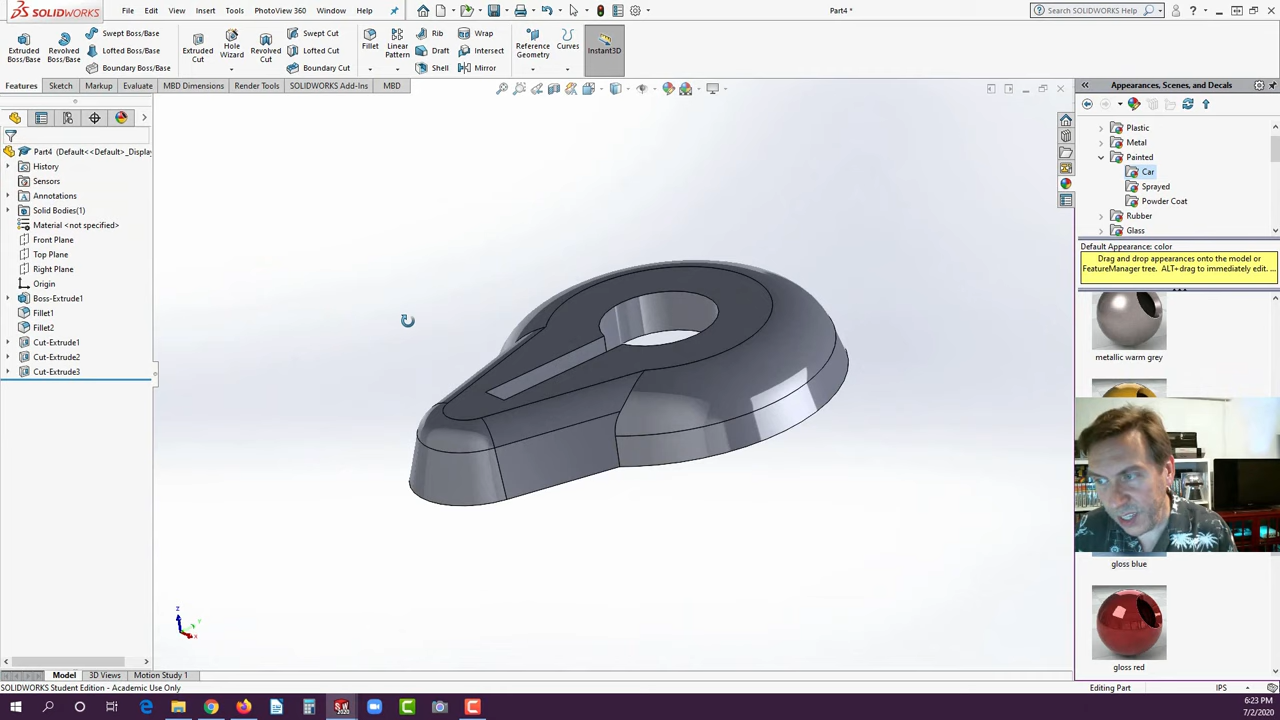 SOLIDWORKS
File
Edit
View
Insert
Tools
PhotoView 360
Window
Help
Part4 *
Search SOLIDWORKS Help
Extruded Boss/Base
Revolved Boss/Base
Swept Boss/Base
Lofted Boss/Base
Boundary Boss/Base
Extruded Cut
Hole Wizard
Revolved Cut
Swept Cut
Lofted Cut
Boundary Cut
Fillet
Linear Pattern
Rib
Draft
Shell
Wrap
Intersect
Mirror
Reference Geometry
Curves
Instant3D
Features
Sketch
Markup
Evaluate
MBD Dimensions
Render Tools
SOLIDWORKS Add-Ins
MBD
Part4 (Default<<Default>_Display
History
Sensors
Annotations
Solid Bodies(1)
Material <not specified>
Front Plane
Top Plane
Right Plane
Origin
Boss-Extrude1
Fillet1
Fillet2
Cut-Extrude1
Cut-Extrude2
Cut-Extrude3
Z
Y
X
Appearances, Scenes, and Decals
Plastic
Metal
Painted
Car
Sprayed
Powder Coat
Rubber
Glass
Default Appearance: color
Drag and drop appearances onto the model or
FeatureManager tree. ALT+drag to immediately edit. ...
metallic warm grey
gloss blue
gloss red
Model
3D Views
Motion Study 1
SOLIDWORKS Student Edition - Academic Use Only
Editing Part
IPS
6:23 PM
7/2/2020